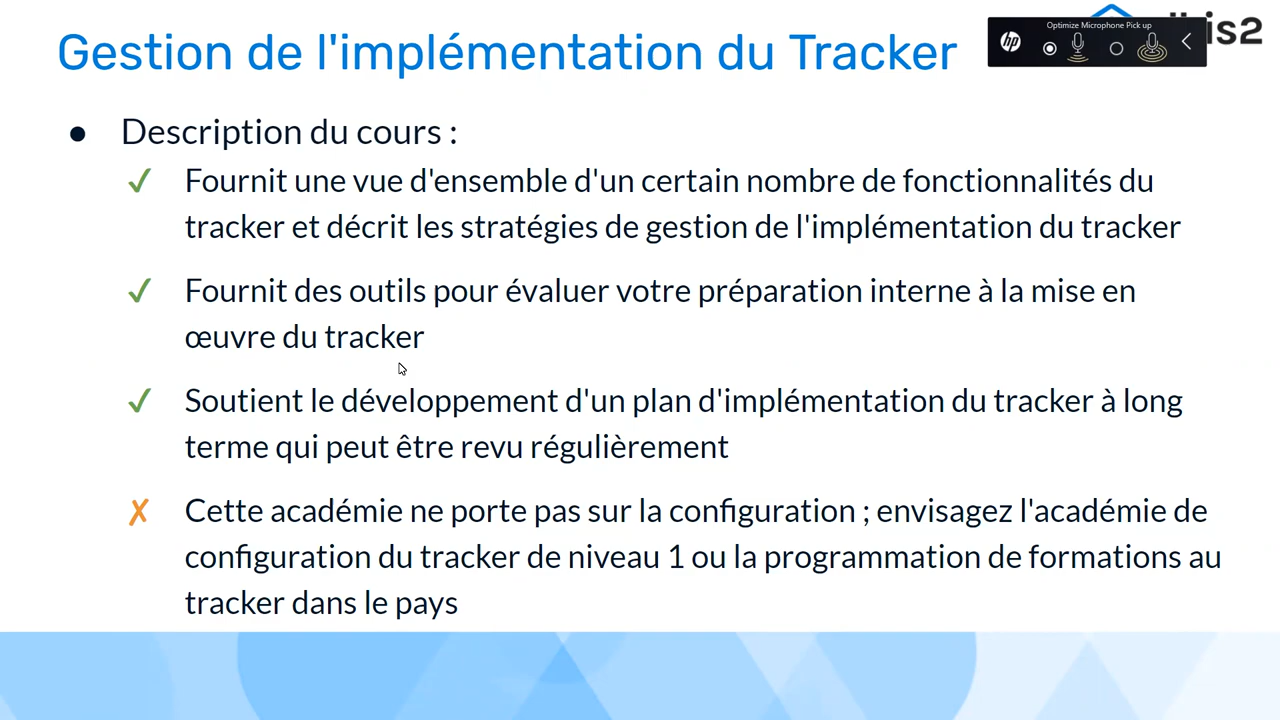 Gestion de l'implémentation du Tracker
Optimize Microphone Pick up
hp
is2
● Description du cours :
✓ Fournit une vue d'ensemble d'un certain nombre de fonctionnalités du
tracker et décrit les stratégies de gestion de l'implémentation du tracker
✓ Fournit des outils pour évaluer votre préparation interne à la mise en
œuvre du tracker
✓ Soutient le développement d'un plan d'implémentation du tracker à long
terme qui peut être revu régulièrement
✗ Cette académie ne porte pas sur la configuration ; envisagez l'académie de
configuration du tracker de niveau 1 ou la programmation de formations au
tracker dans le pays